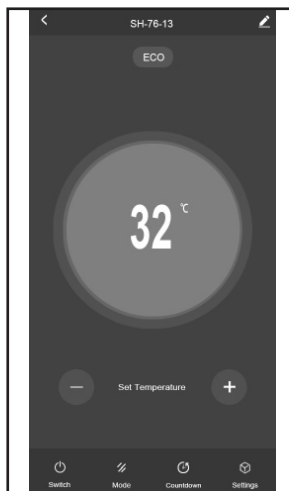 SH-76-13
ECO
32 ℃
Set Temperature
Switch Mode Countdown Settings